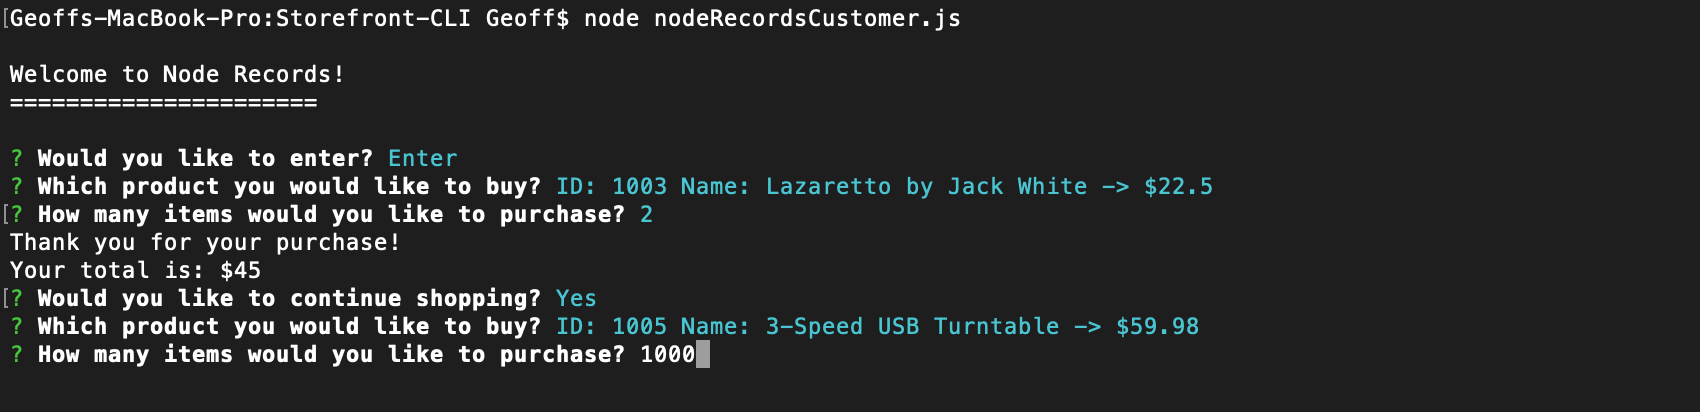 [Geoffs-MacBook-Pro:Storefront-CLI Geoff$ node nodeRecordsCustomer.js
Welcome to Node Records!
======================
? Would you like to enter? Enter
? Which product you would like to buy? ID: 1003 Name: Lazaretto by Jack White -> $22.5
[? How many items would you like to purchase? 2
Thank you for your purchase!
Your total is: $45
[? Would you like to continue shopping? Yes
? Which product you would like to buy? ID: 1005 Name: 3-Speed USB Turntable -> $59.98
? How many items would you like to purchase? 1000